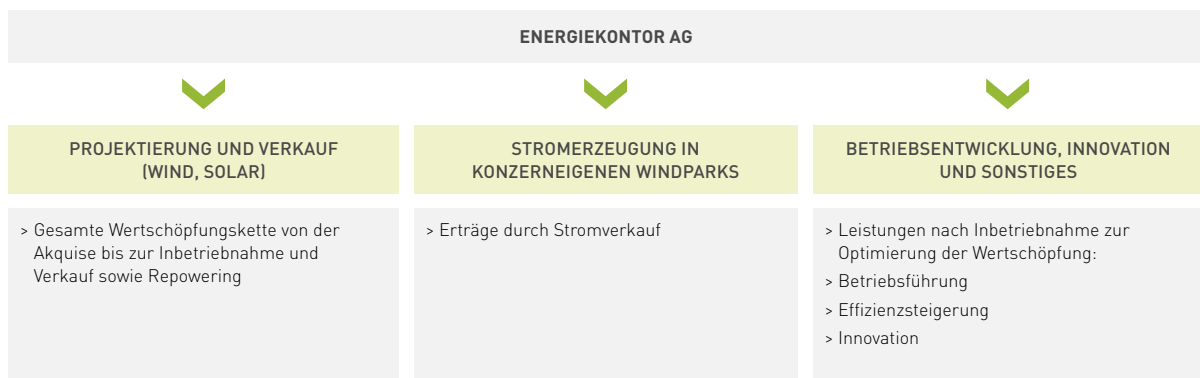 ENERGIEKONTOR AG
PROJEKTIERUNG UND VERKAUF
(WIND, SOLAR)
> Gesamte Wertschöpfungskette von der
Akquise bis zur Inbetriebnahme und
Verkauf sowie Repowering
STROMERZEUGUNG IN
KONZERNEIGENEN WINDPARKS
> Erträge durch Stromverkauf
BETRIEBSENTWICKLUNG, INNOVATION
UND SONSTIGES
> Leistungen nach Inbetriebnahme zur
Optimierung der Wertschöpfung:
> Betriebsführung
> Effizienzsteigerung
> Innovation